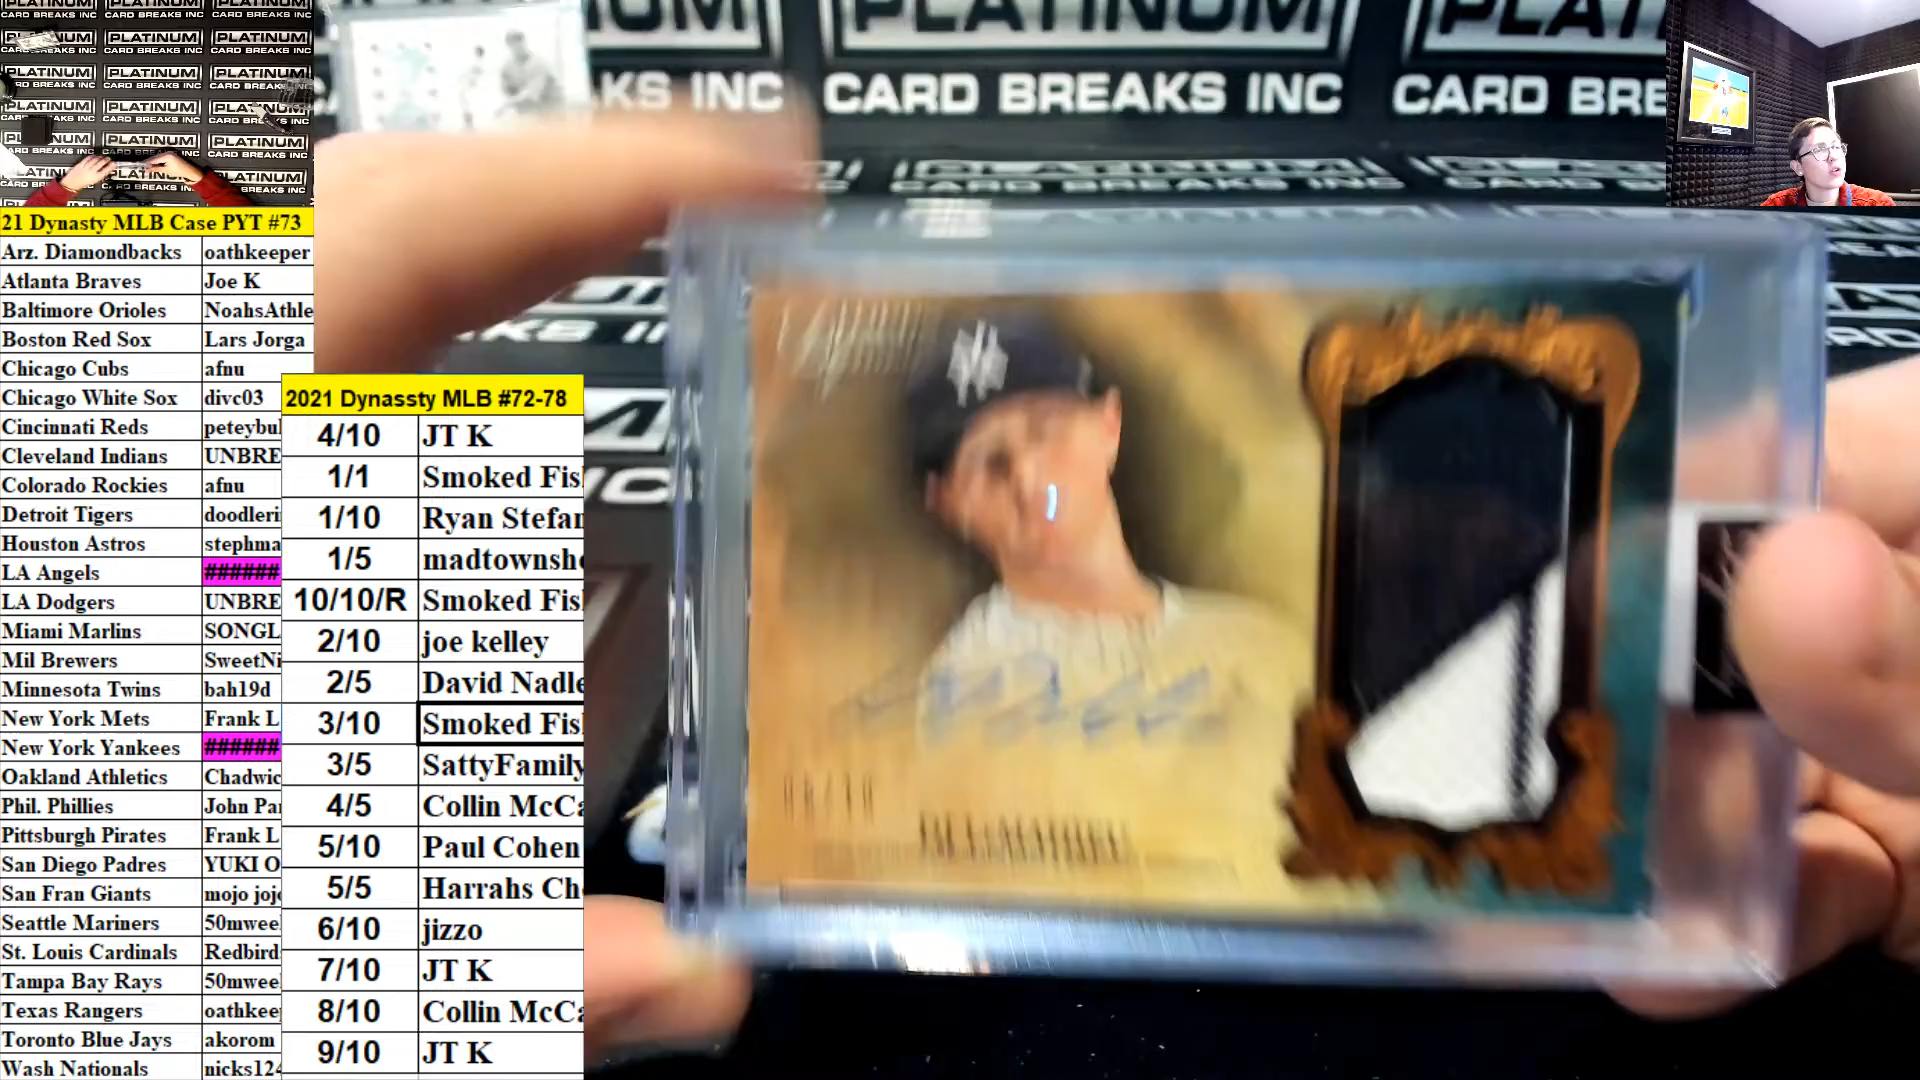 PLATINUM
CARD BREAKS INC
21 Dynasty MLB Case PYT #73
Arz. Diamondbacks oathkeeper
Atlanta Braves Joe K
Baltimore Orioles NoahsAthle
Boston Red Sox Lars Jorga
Chicago Cubs afnu
Chicago White Sox divc03
Cincinnati Reds peteybul
Cleveland Indians UNBRE
Colorado Rockies afnu
Detroit Tigers doodleri
Houston Astros stephma
LA Angels ######
LA Dodgers UNBRE
Miami Marlins SONGL
Mil Brewers SweetNi
Minnesota Twins bah19d
New York Mets Frank L
New York Yankees ######
Oakland Athletics Chadwic
Phil. Phillies John Pa
Pittsburgh Pirates Frank L
San Diego Padres YUKI O
San Fran Giants mojo joj
Seattle Mariners 50mwee
St. Louis Cardinals Redbird
Tampa Bay Rays 50mwee
Texas Rangers oathkee
Toronto Blue Jays akorom
Wash Nationals nicks124
2021 Dynassty MLB #72-78
4/10 JT K
1/1 Smoked Fis
1/10 Ryan Stefan
1/5 madtownsh
10/10/R Smoked Fis
2/10 joe kelley
2/5 David Nadle
3/10 Smoked Fis
3/5 SattyFamily
4/5 Collin McCa
5/10 Paul Cohen
5/5 Harrahs Ch
6/10 jizzo
7/10 JT K
8/10 Collin McCa
9/10 JT K
PLATINUM
CARD BREAKS INC